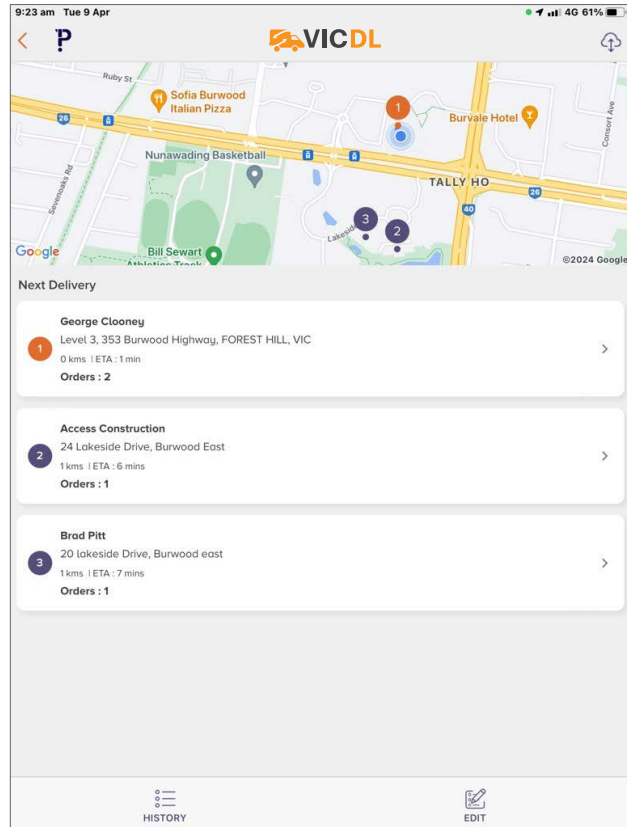 9:23 am Tue 9 Apr
4G 61%
VICDL
Ruby St
Sofia Burwood
Italian Pizza
1
Burvale Hotel
Consort Ave
26
Nunawading Basketball
Sevenoaks Rd
TALLY HO
26
40
3
2
Lakeside
Google
Bill Sewart
Athletics Track
©2024 Google
Next Delivery
George Clooney
1
Level 3, 353 Burwood Highway, FOREST HILL, VIC
0 kms | ETA : 1 min
Orders : 2
Access Construction
2
24 Lakeside Drive, Burwood East
1 kms | ETA : 6 mins
Orders : 1
Brad Pitt
3
20 lakeside Drive, Burwood east
1 kms | ETA : 7 mins
Orders : 1
HISTORY
EDIT